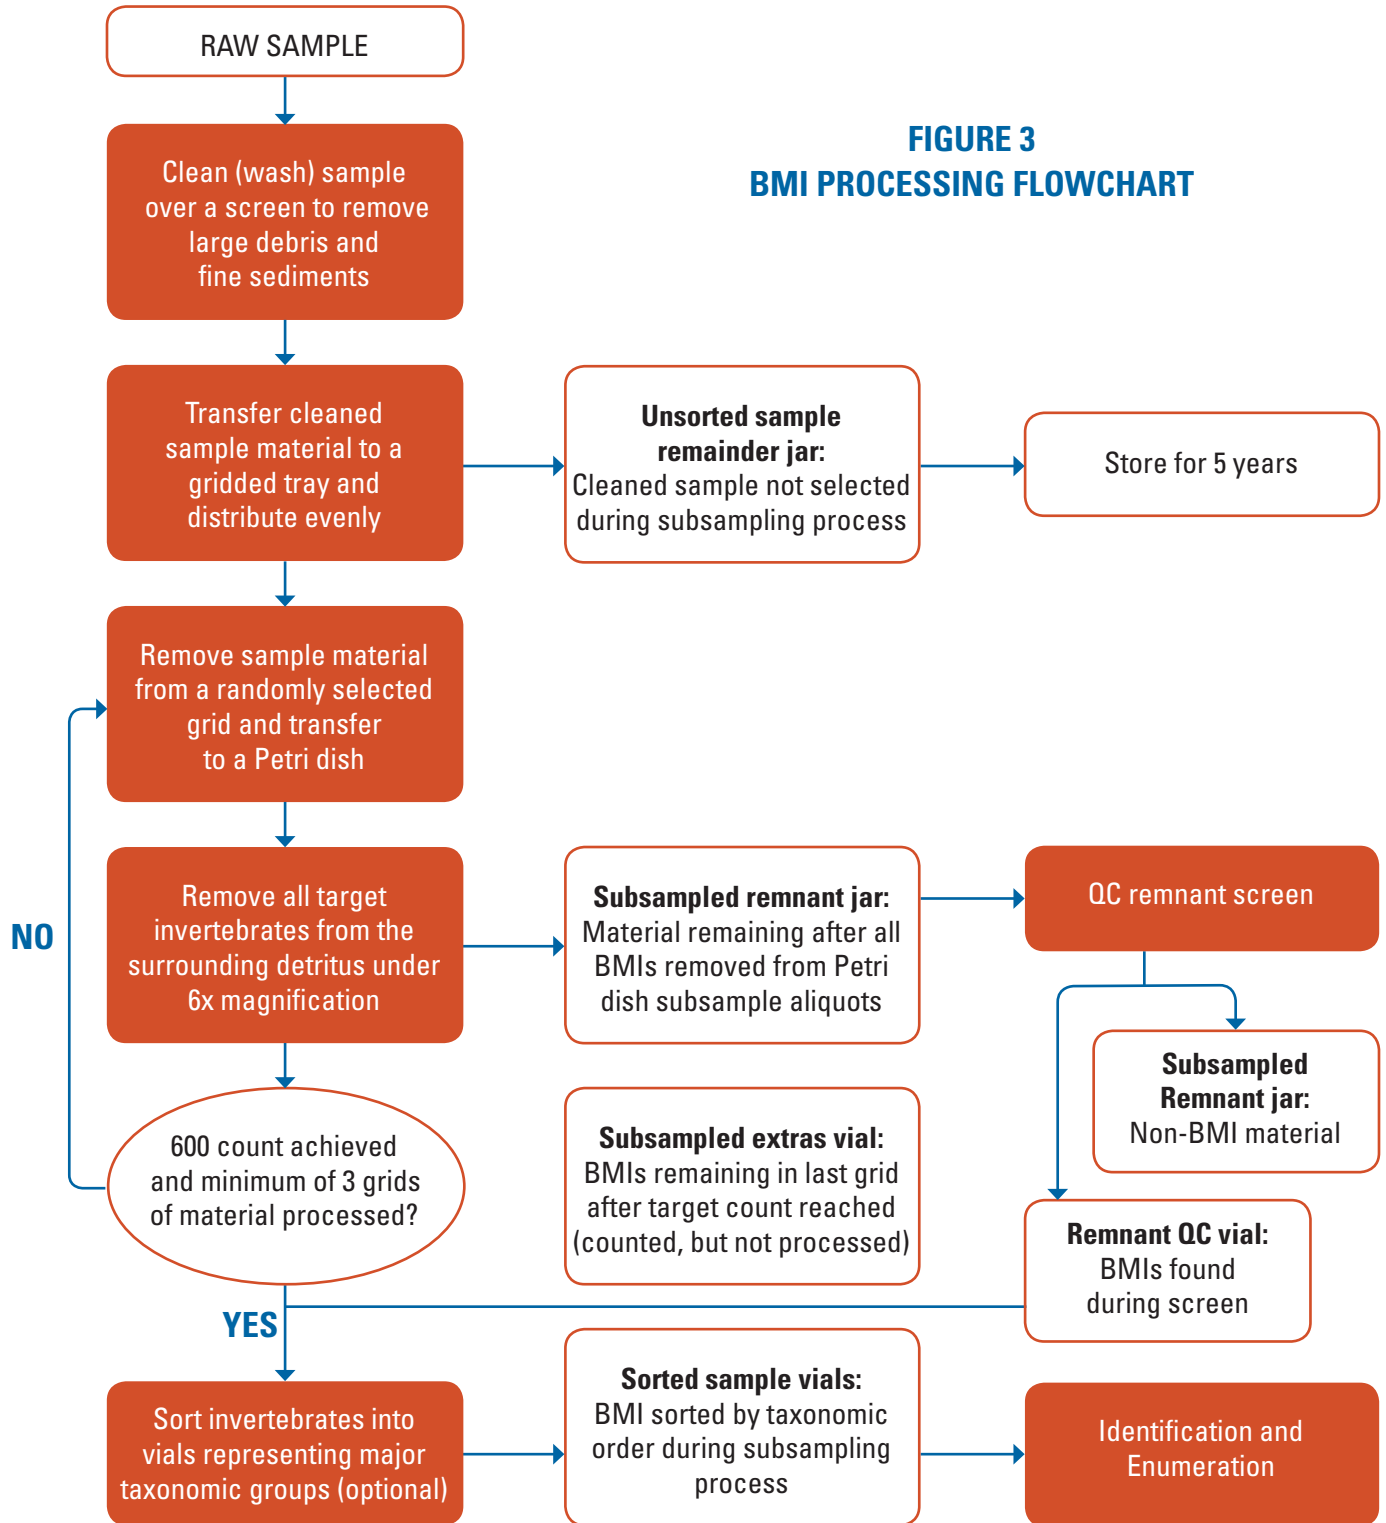 RAW SAMPLE
FIGURE 3
BMI PROCESSING FLOWCHART
Clean (wash) sample
over a screen to remove
large debris and
fine sediments
Transfer cleaned
sample material to a
gridded tray and
distribute evenly
Unsorted sample
remainder jar:
Cleaned sample not selected
during subsampling process
Store for 5 years
Remove sample material
from a randomly selected
grid and transfer
to a Petri dish
NO
Remove all target
invertebrates from the
surrounding detritus under
6x magnification
Subsampled remnant jar:
Material remaining after all
BMIs removed from Petri
dish subsample aliquots
QC remnant screen
Subsampled
Remnant jar:
Non-BMI material
600 count achieved
and minimum of 3 grids
of material processed?
Subsampled extras vial:
BMIs remaining in last grid
after target count reached
(counted, but not processed)
Remnant QC vial:
BMIs found
during screen
YES
Sort invertebrates into
vials representing major
taxonomic groups (optional)
Sorted sample vials:
BMI sorted by taxonomic
order during subsampling
process
Identification and
Enumeration